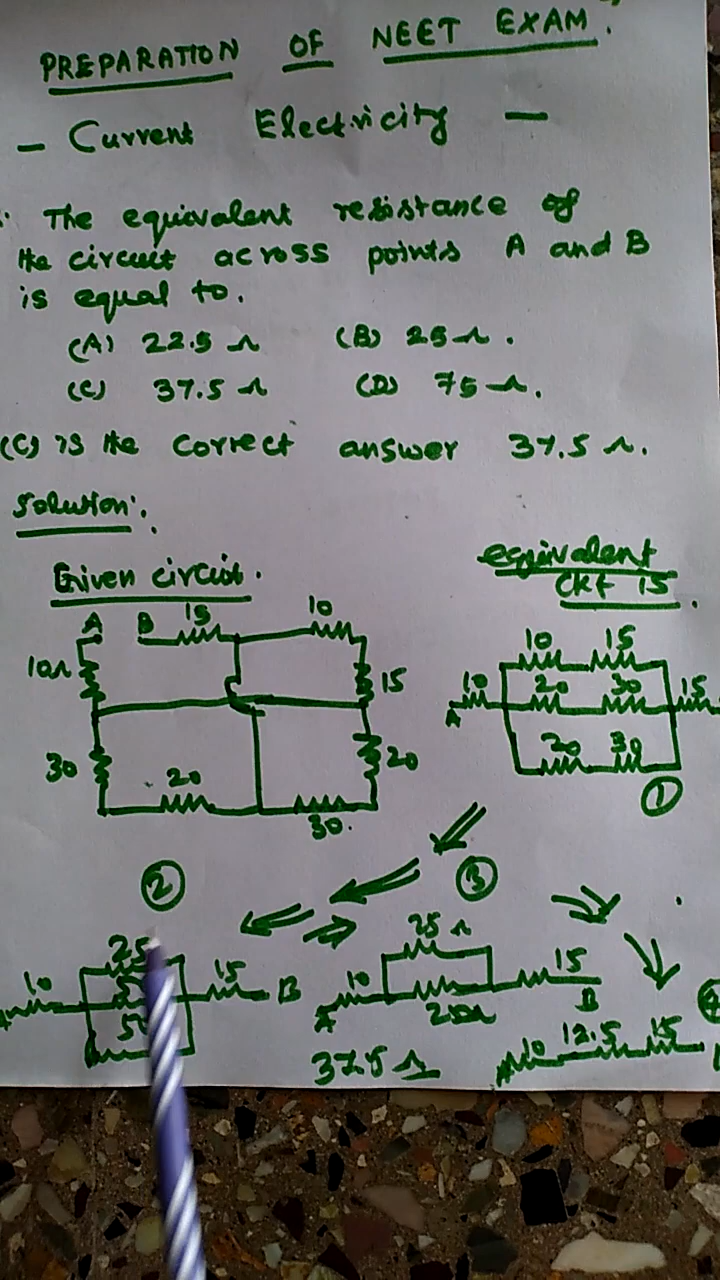 PREPARATION OF NEET EXAM.
- Current Electricity -
: The equivalent resistance of
the circuit across points A and B
is equal to.
(A) 22.5 Ω (B) 25 Ω.
(C) 37.5 Ω (D) 75 Ω.
(C) is the correct answer 37.5 Ω.
Solution:.
Given circuit.
equivalent
CKT is.
A B 15 10
10Ω 15
30 20 20
30.
10 15
10 20 30 15
A
20 30
①
② ③
25
10 15 B
50
25 Ω
10 15
A 25Ω B
37.5 Ω
10 12.5 15
A
④